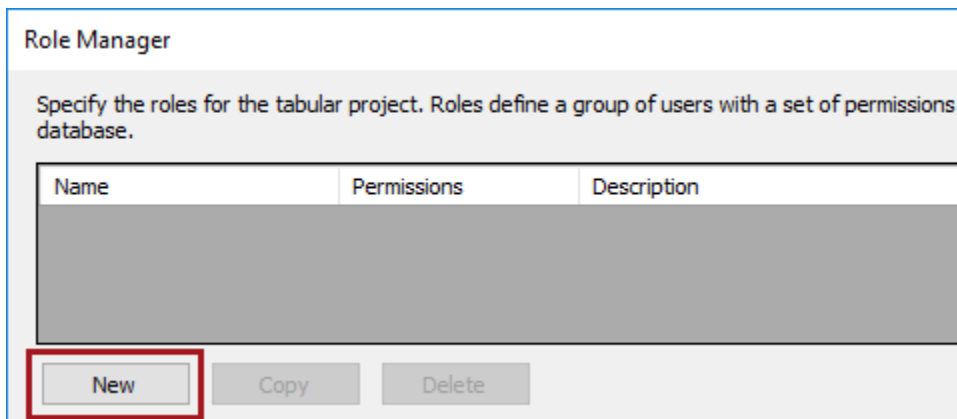 Role Manager
Specify the roles for the tabular project. Roles define a group of users with a set of permissions
database.
Name Permissions Description
New Copy Delete